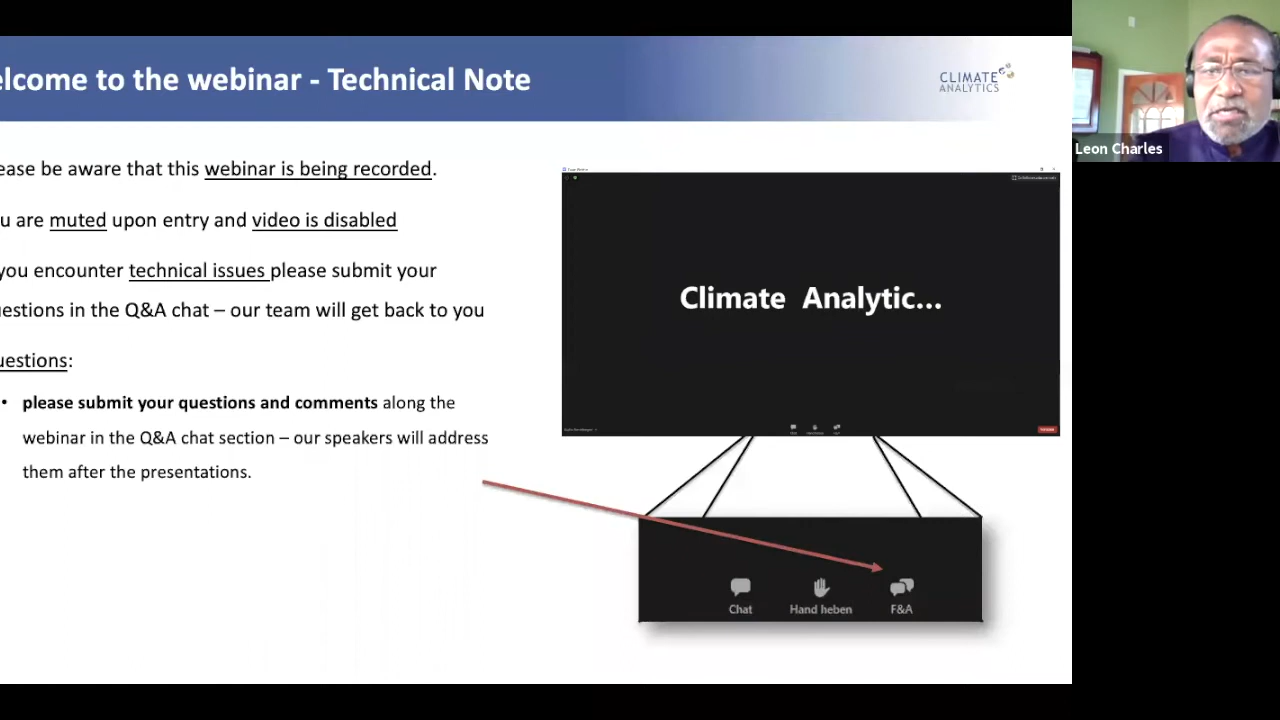 elcome to the webinar - Technical Note
CLIMATE
ANALYTICS
Leon Charles
ease be aware that this webinar is being recorded.
u are muted upon entry and video is disabled
you encounter technical issues please submit your
estions in the Q&A chat – our team will get back to you
uestions:
• please submit your questions and comments along the
webinar in the Q&A chat section – our speakers will address
them after the presentations.
Climate Analytic...
Chat
Hand heben
F&A